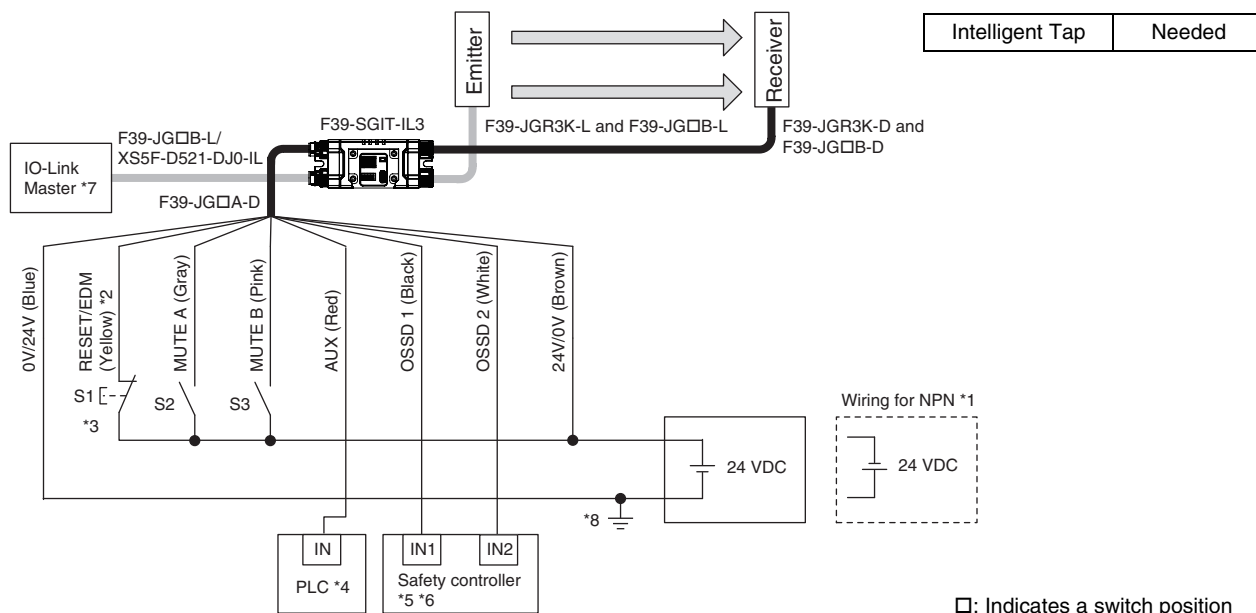 Intelligent Tap Needed
Emitter
Receiver
F39-SGIT-IL3
F39-JGR3K-L and F39-JG□B-L
F39-JGR3K-D and
F39-JG□B-D
F39-JG□B-L/
XS5F-D521-DJ0-IL
IO-Link
Master *7
F39-JG□A-D
0V/24V (Blue)
RESET/EDM
(Yellow) *2
MUTE A (Gray)
MUTE B (Pink)
AUX (Red)
OSSD 1 (Black)
OSSD 2 (White)
24V/0V (Brown)
S1
*3
S2
S3
24 VDC
Wiring for NPN *1
24 VDC
*8
IN
PLC *4
IN1
IN2
Safety controller
*5 *6
□: Indicates a switch position